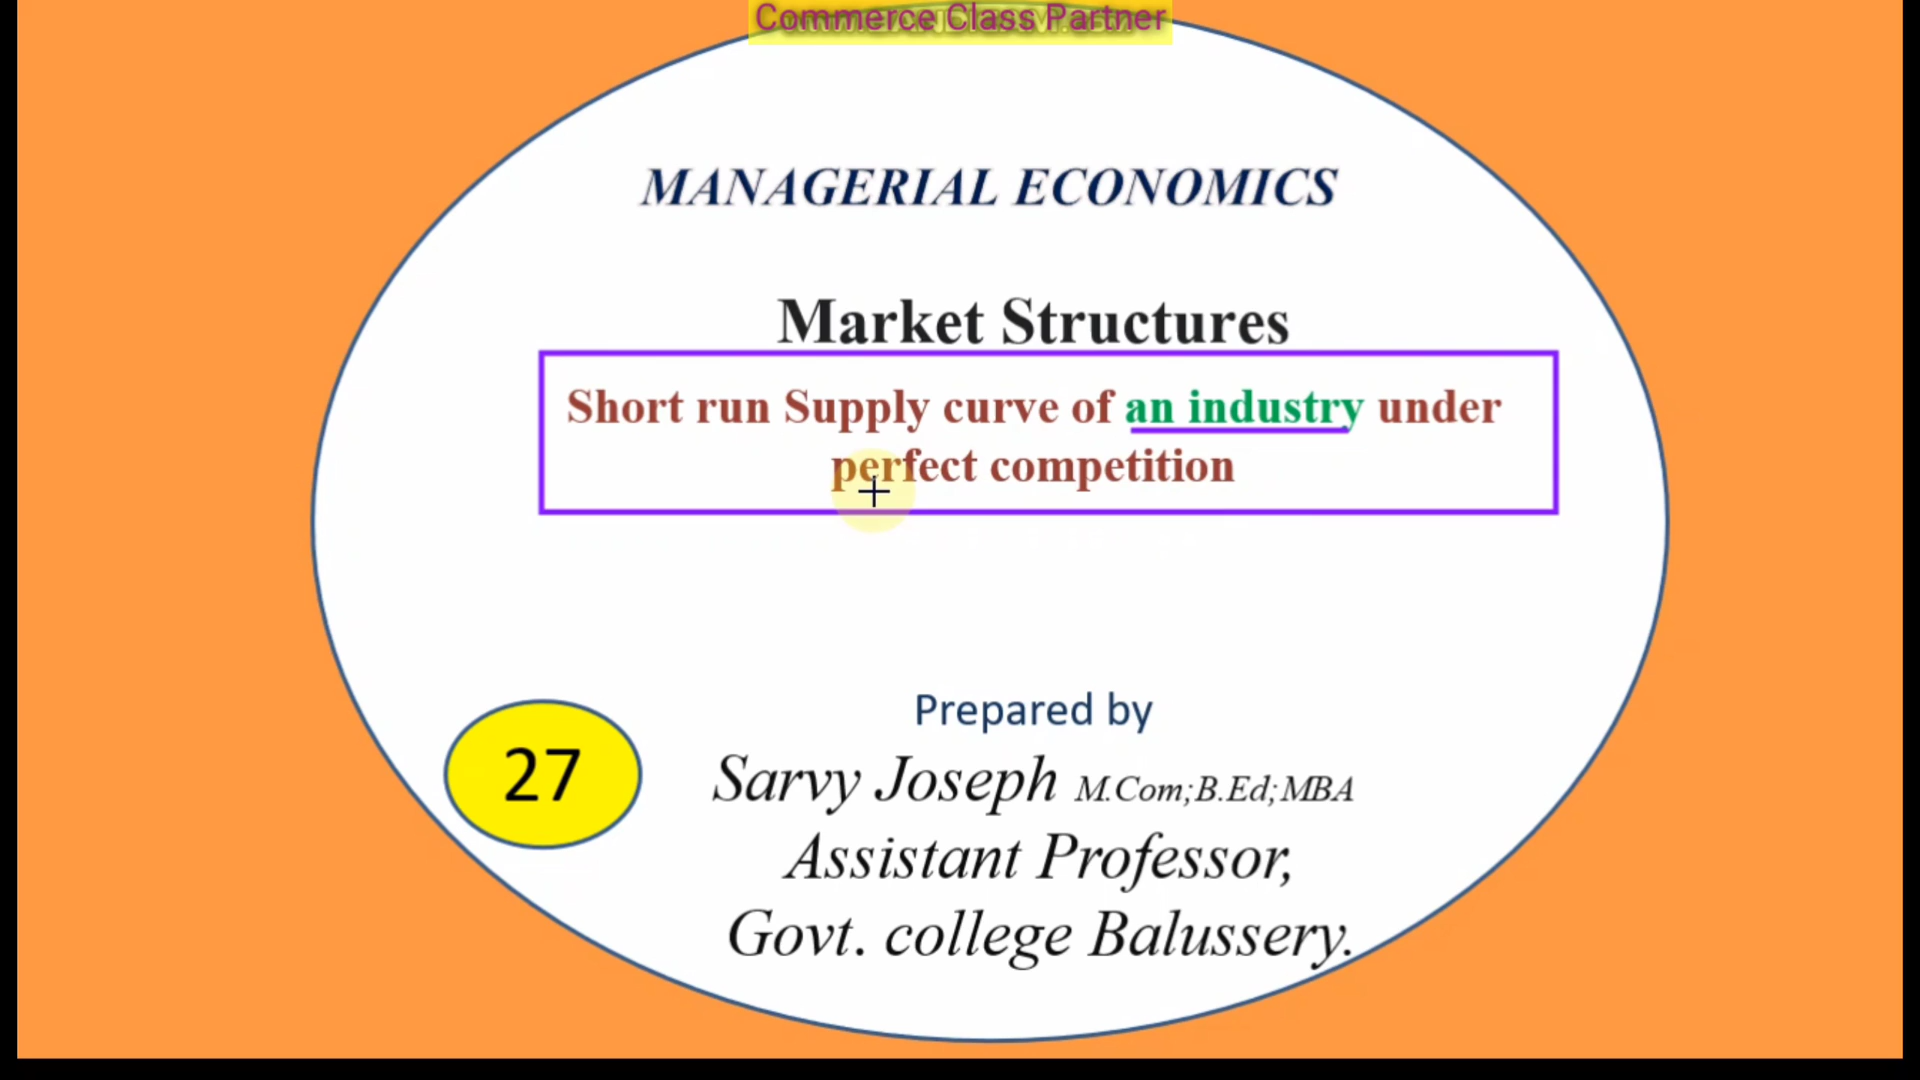 Commerce Class Partner
MANAGERIAL ECONOMICS
Market Structures
Short run Supply curve of an industry under
perfect competition
Prepared by
27
Sarvy Joseph M.Com;B.Ed;MBA
Assistant Professor,
Govt. college Balussery.